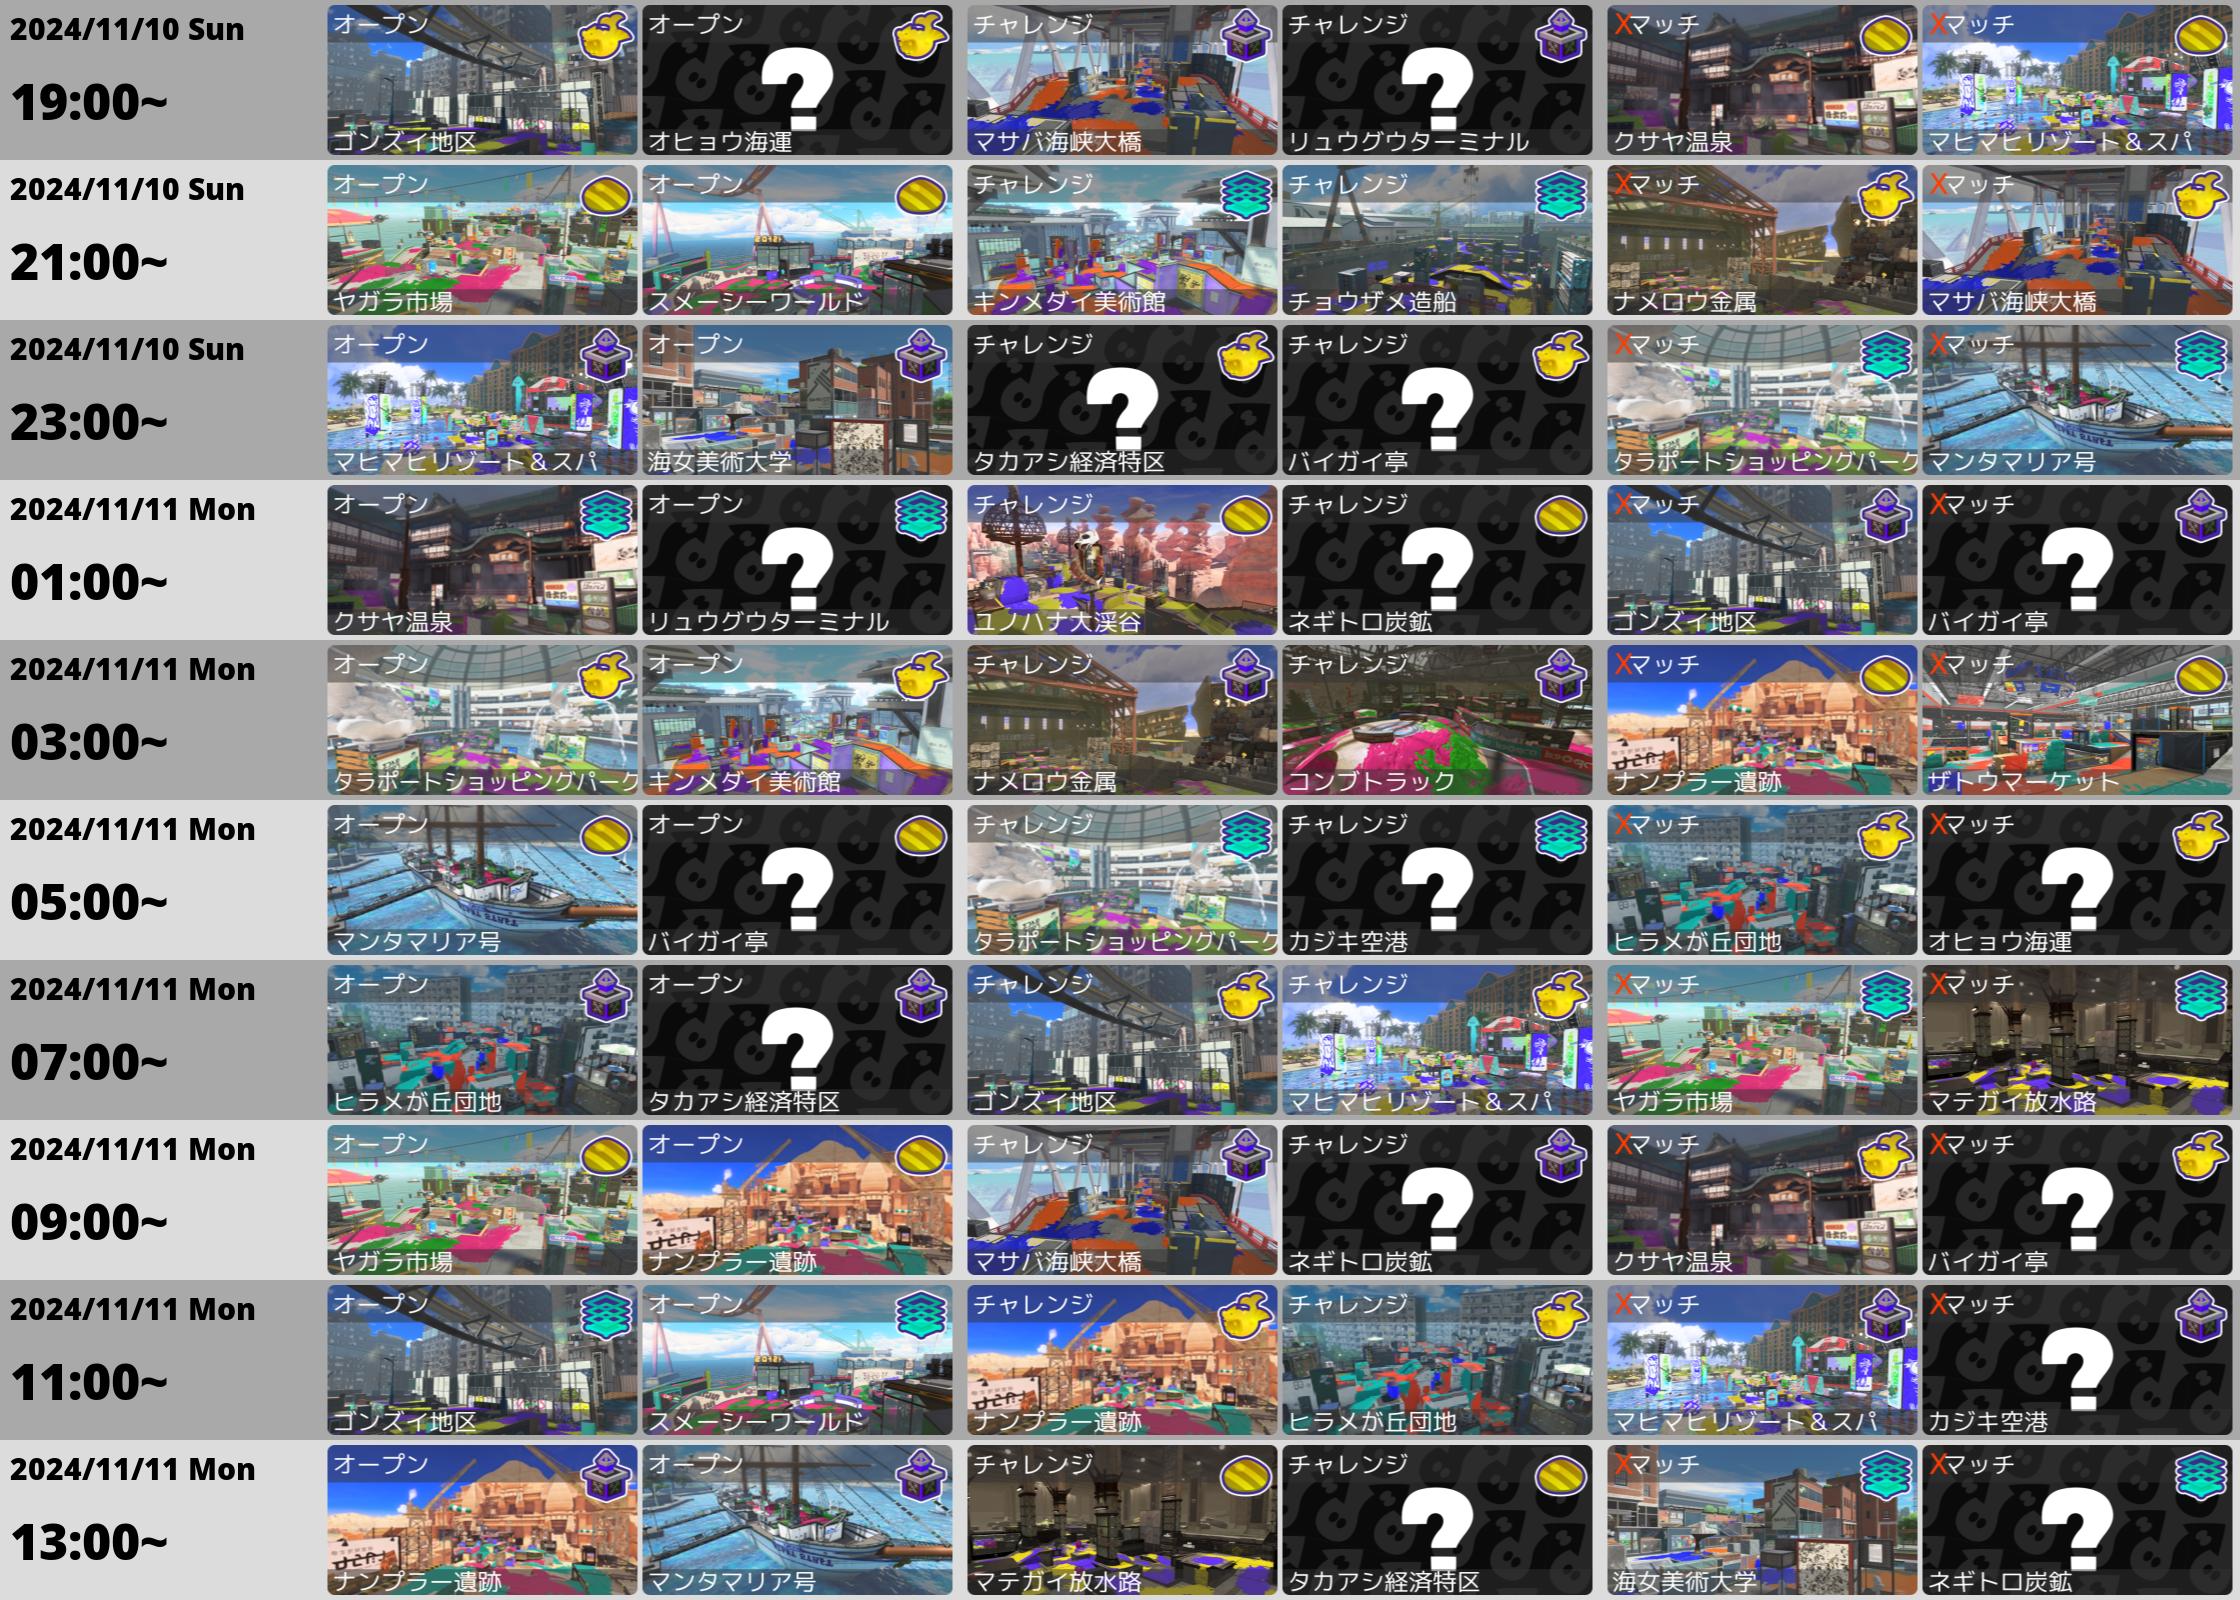 2024/11/10 Sun
19:00~
オープン
ゴンズイ地区
オープン
オヒョウ海運
チャレンジ
マサバ海峡大橋
チャレンジ
リュウグウターミナル
Xマッチ
クサヤ温泉
Xマッチ
マヒマヒリゾート＆スパ
2024/11/10 Sun
21:00~
オープン
ヤガラ市場
オープン
スメーシーワールド
チャレンジ
キンメダイ美術館
チャレンジ
チョウザメ造船
Xマッチ
ナメロウ金属
Xマッチ
マサバ海峡大橋
2024/11/10 Sun
23:00~
オープン
マヒマヒリゾート＆スパ
オープン
海女美術大学
チャレンジ
タカアシ経済特区
チャレンジ
バイガイ亭
Xマッチ
タラポートショッピングパーク
Xマッチ
マンタマリア号
2024/11/11 Mon
01:00~
オープン
クサヤ温泉
オープン
リュウグウターミナル
チャレンジ
ユノハナ大渓谷
チャレンジ
ネギトロ炭鉱
Xマッチ
ゴンズイ地区
Xマッチ
バイガイ亭
2024/11/11 Mon
03:00~
オープン
タラポートショッピングパーク
オープン
キンメダイ美術館
チャレンジ
ナメロウ金属
チャレンジ
コンブトラック
Xマッチ
ナンプラー遺跡
Xマッチ
ザトウマーケット
2024/11/11 Mon
05:00~
オープン
マンタマリア号
オープン
バイガイ亭
チャレンジ
タラポートショッピングパーク
チャレンジ
カジキ空港
Xマッチ
ヒラメが丘団地
Xマッチ
オヒョウ海運
2024/11/11 Mon
07:00~
オープン
ヒラメが丘団地
オープン
タカアシ経済特区
チャレンジ
ゴンズイ地区
チャレンジ
マヒマヒリゾート＆スパ
Xマッチ
ヤガラ市場
Xマッチ
マテガイ放水路
2024/11/11 Mon
09:00~
オープン
ヤガラ市場
オープン
ナンプラー遺跡
チャレンジ
マサバ海峡大橋
チャレンジ
ネギトロ炭鉱
Xマッチ
クサヤ温泉
Xマッチ
バイガイ亭
2024/11/11 Mon
11:00~
オープン
ゴンズイ地区
オープン
スメーシーワールド
チャレンジ
ナンプラー遺跡
チャレンジ
ヒラメが丘団地
Xマッチ
マヒマヒリゾート＆スパ
Xマッチ
カジキ空港
2024/11/11 Mon
13:00~
オープン
ナンプラー遺跡
オープン
マンタマリア号
チャレンジ
マテガイ放水路
チャレンジ
タカアシ経済特区
Xマッチ
海女美術大学
Xマッチ
ネギトロ炭鉱